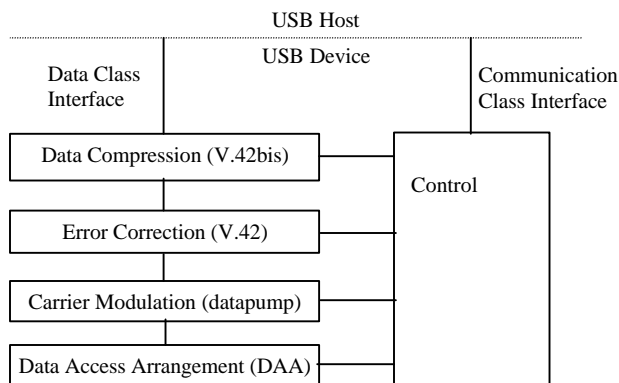 USB Host
USB Device
Data Class
Interface
Communication
Class Interface
Data Compression (V.42bis)
Control
Error Correction (V.42)
Carrier Modulation (datapump)
Data Access Arrangement (DAA)